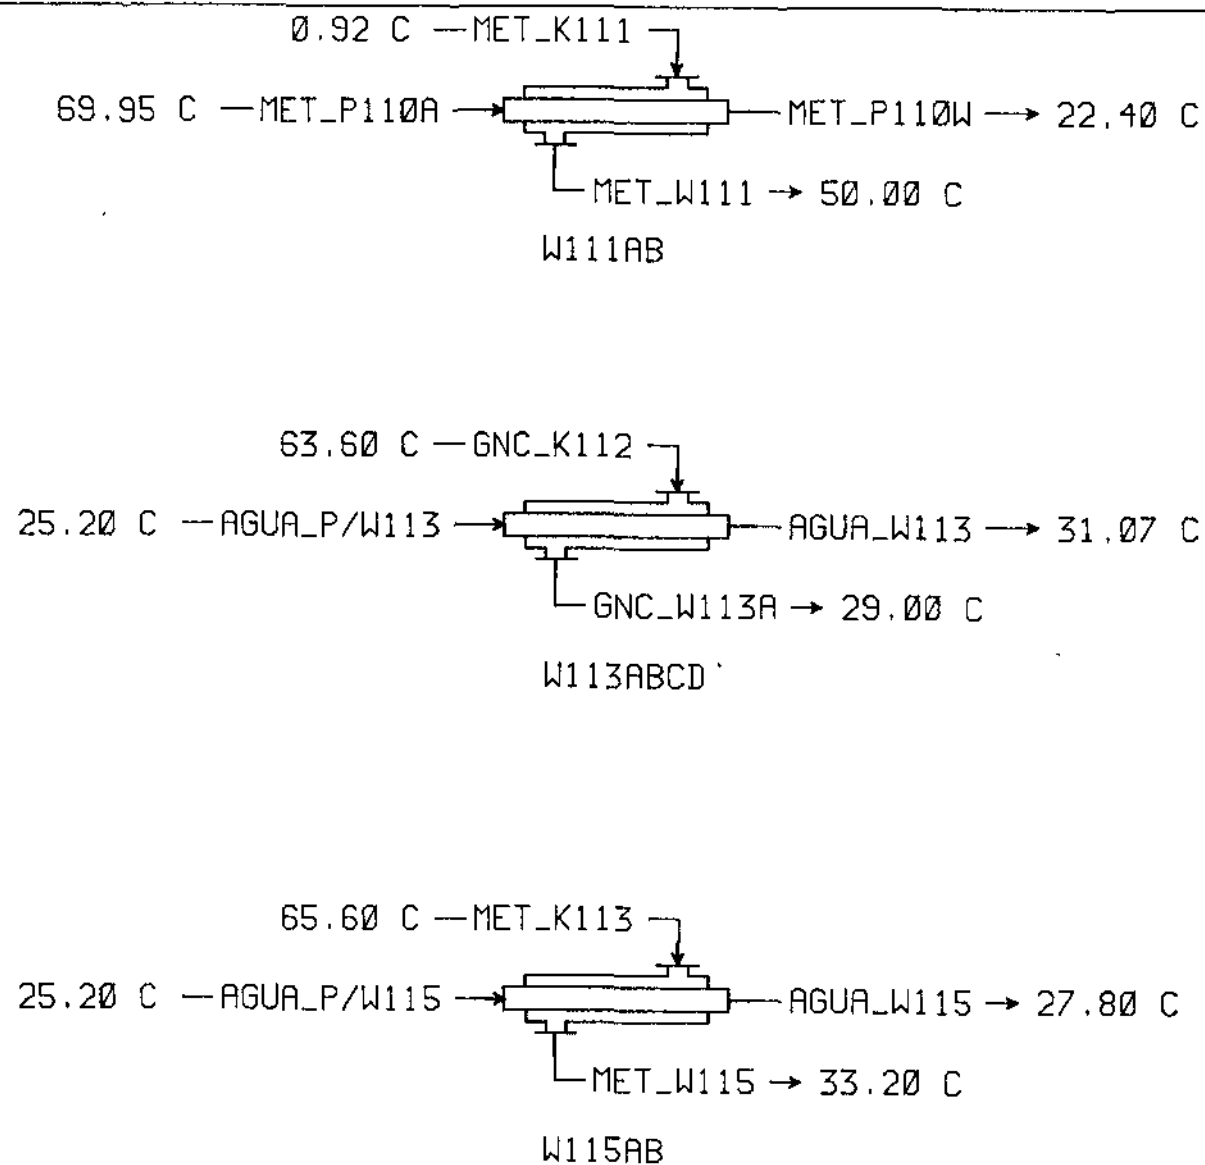 0.92 C — MET_K111
69.95 C — MET_P110A → MET_P110W → 22.40 C
MET_W111 → 50.00 C
W111AB
63.60 C — GNC_K112
25.20 C — AGUA_P/W113 → AGUA_W113 → 31.07 C
GNC_W113A → 29.00 C
W113ABCD
65.60 C — MET_K113
25.20 C — AGUA_P/W115 → AGUA_W115 → 27.80 C
MET_W115 → 33.20 C
W115AB